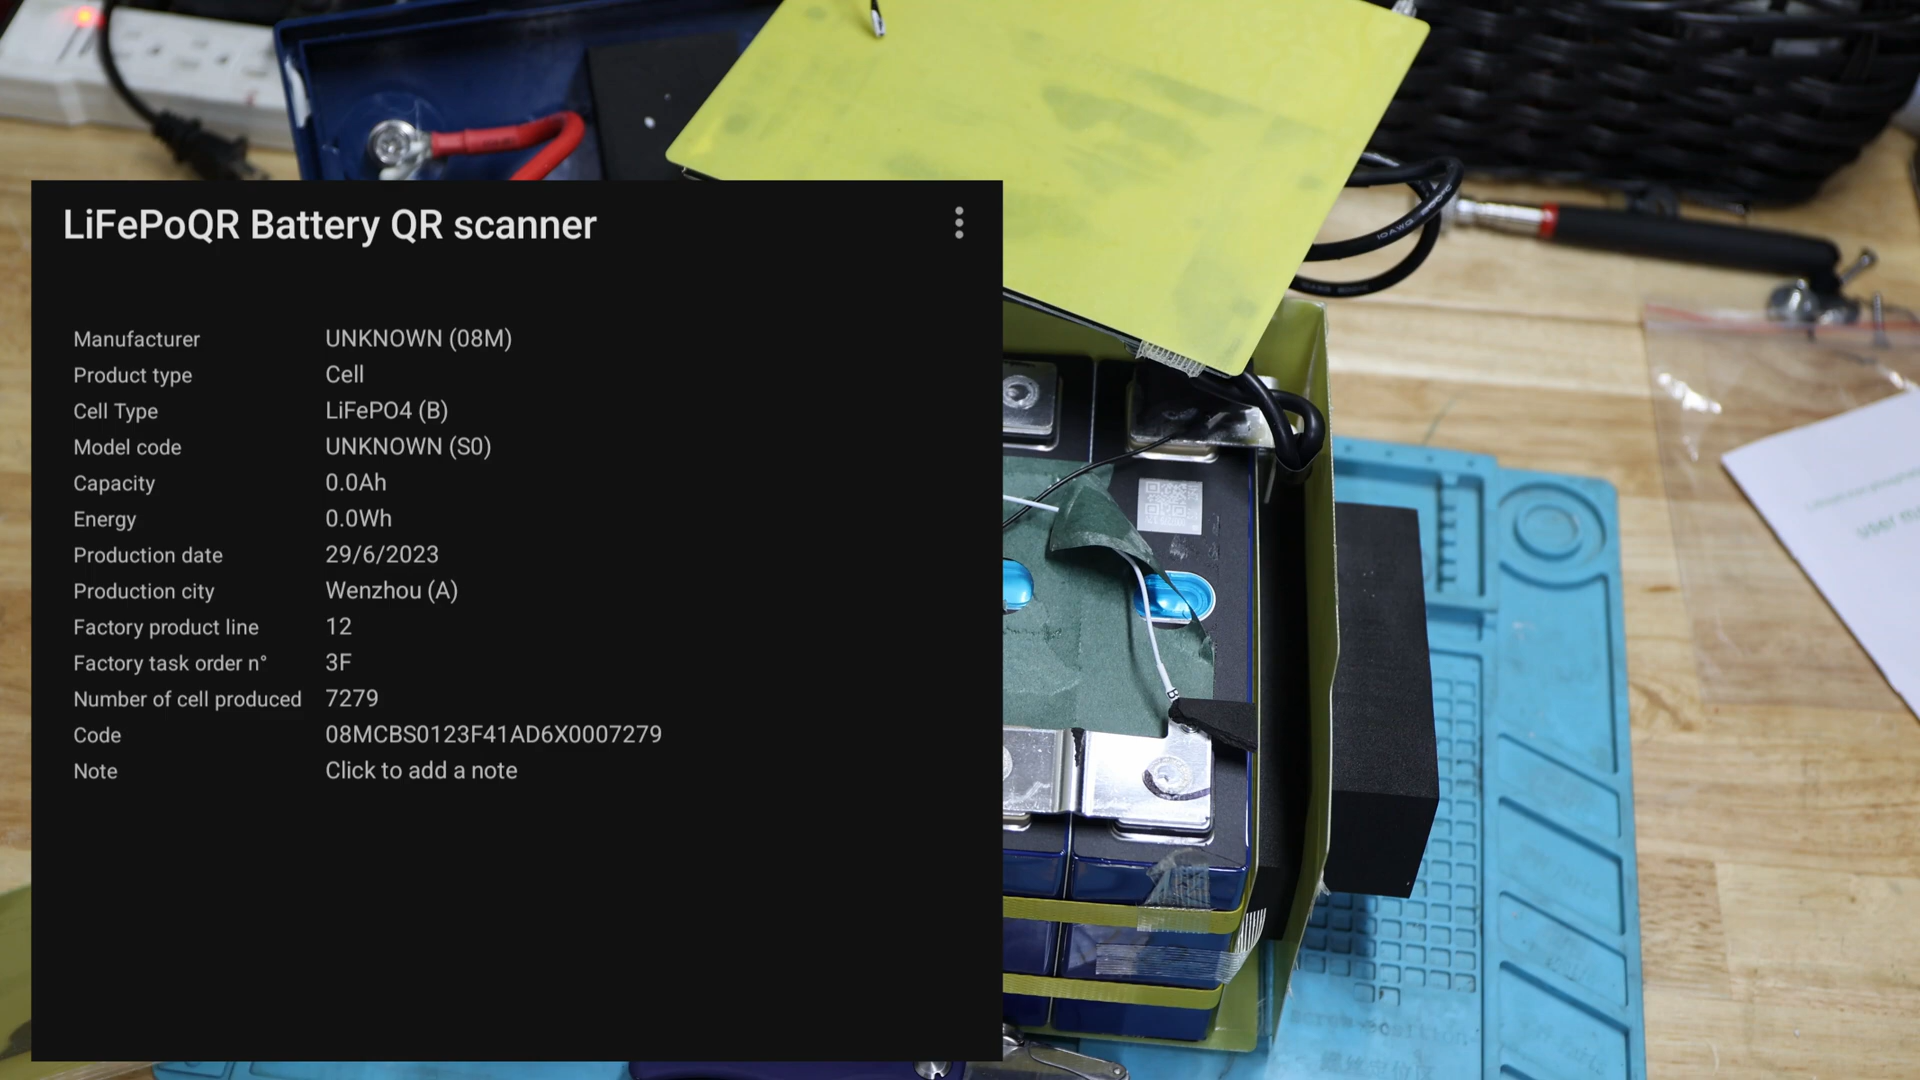 LiFePoQR Battery QR scanner
Manufacturer UNKNOWN (08M)
Product type Cell
Cell Type LiFePO4 (B)
Model code UNKNOWN (S0)
Capacity 0.0Ah
Energy 0.0Wh
Production date 29/6/2023
Production city Wenzhou (A)
Factory product line 12
Factory task order n° 3F
Number of cell produced 7279
Code 08MCBS0123F41AD6X0007279
Note Click to add a note
10AWG